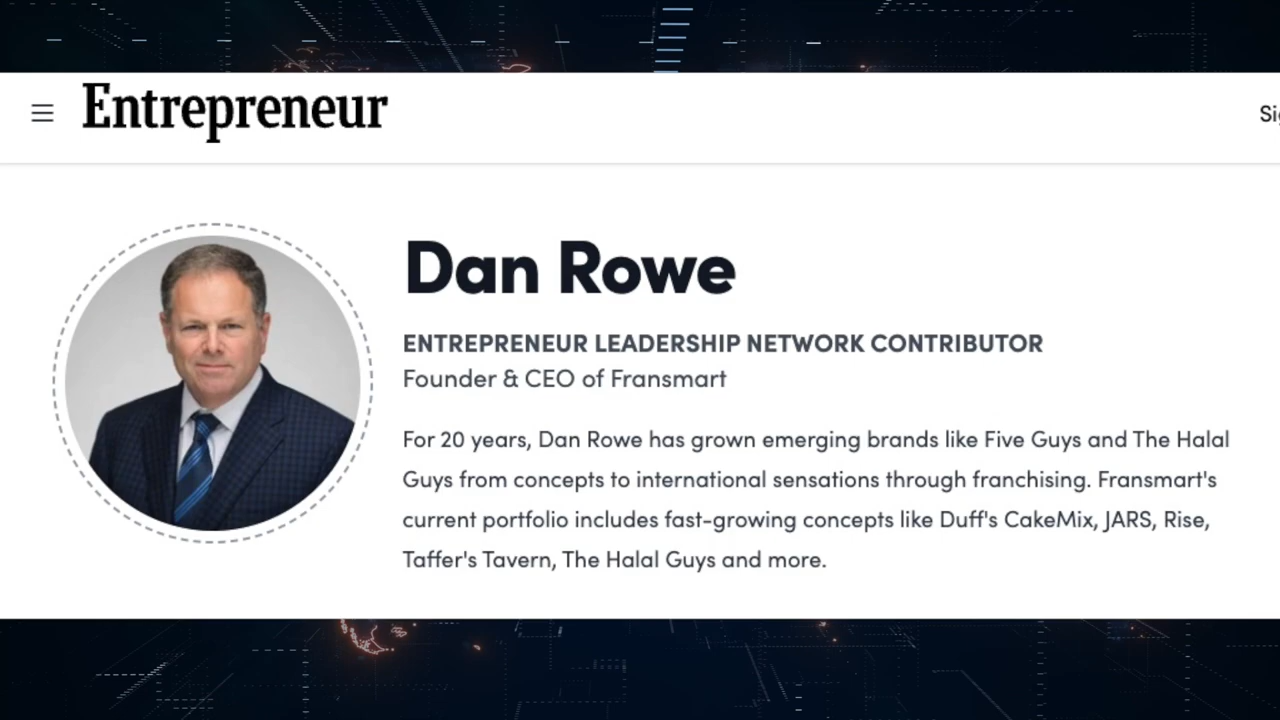 Entrepreneur
Dan Rowe
ENTREPRENEUR LEADERSHIP NETWORK CONTRIBUTOR
Founder & CEO of Fransmart
For 20 years, Dan Rowe has grown emerging brands like Five Guys and The Halal
Guys from concepts to international sensations through franchising. Fransmart's
current portfolio includes fast-growing concepts like Duff's CakeMix, JARS, Rise,
Taffer's Tavern, The Halal Guys and more.